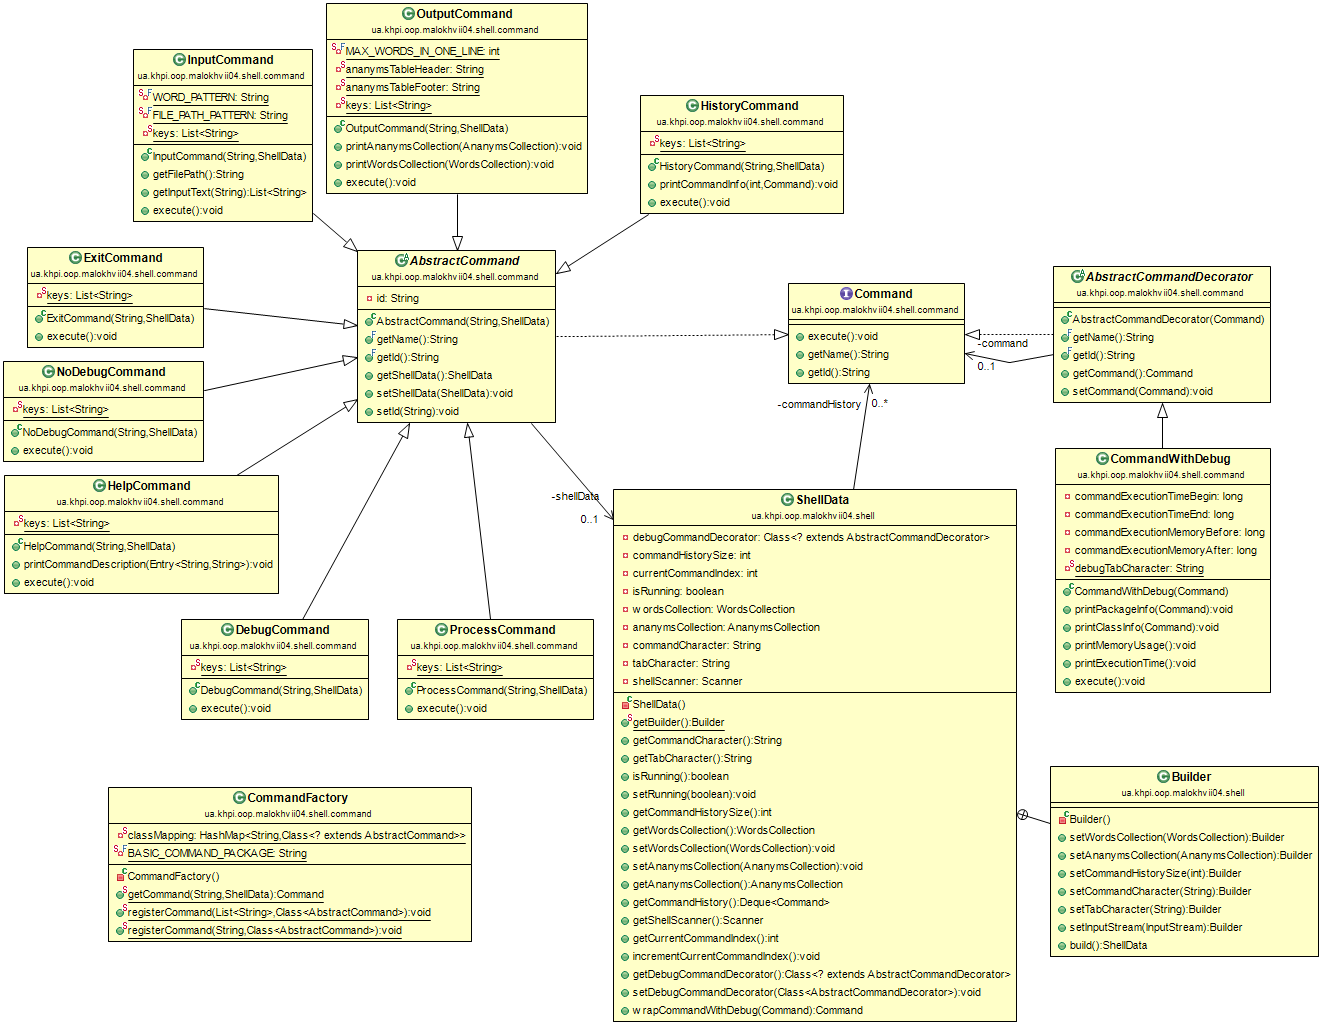 OutputCommand
ua.khpi.oop.malokhvii04.shell.command
MAX_WORDS_IN_ONE_LINE: int
ananymsTableHeader: String
ananymsTableFooter: String
keys: List<String>
OutputCommand(String,ShellData)
printAnanymsCollection(AnanymsCollection):void
printWordsCollection(WordsCollection):void
execute():void
InputCommand
ua.khpi.oop.malokhvii04.shell.command
WORD_PATTERN: String
FILE_PATH_PATTERN: String
keys: List<String>
InputCommand(String,ShellData)
getFilePath():String
getInputText(String):List<String>
execute():void
HistoryCommand
ua.khpi.oop.malokhvii04.shell.command
keys: List<String>
HistoryCommand(String,ShellData)
printCommandInfo(int,Command):void
execute():void
ExitCommand
ua.khpi.oop.malokhvii04.shell.command
keys: List<String>
ExitCommand(String,ShellData)
execute():void
AbstractCommand
ua.khpi.oop.malokhvii04.shell.command
id: String
AbstractCommand(String,ShellData)
getName():String
getId():String
getShellData():ShellData
setShellData(ShellData):void
setId(String):void
Command
ua.khpi.oop.malokhvii04.shell.command
execute():void
getName():String
getId():String
AbstractCommandDecorator
ua.khpi.oop.malokhvii04.shell.command
AbstractCommandDecorator(Command)
getName():String
getId():String
getCommand():Command
setCommand(Command):void
-command
0..1
NoDebugCommand
ua.khpi.oop.malokhvii04.shell.command
keys: List<String>
NoDebugCommand(String,ShellData)
execute():void
-commandHistory
0..*
HelpCommand
ua.khpi.oop.malokhvii04.shell.command
keys: List<String>
HelpCommand(String,ShellData)
printCommandDescription(Entry<String,String>):void
execute():void
-shellData
0..1
CommandWithDebug
ua.khpi.oop.malokhvii04.shell.command
commandExecutionTimeBegin: long
commandExecutionTimeEnd: long
commandExecutionMemoryBefore: long
commandExecutionMemoryAfter: long
debugTabCharacter: String
CommandWithDebug(Command)
printPackageInfo(Command):void
printClassInfo(Command):void
printMemoryUsage():void
printExecutionTime():void
execute():void
ShellData
ua.khpi.oop.malokhvii04.shell
debugCommandDecorator: Class<? extends AbstractCommandDecorator>
commandHistorySize: int
currentCommandIndex: int
isRunning: boolean
wordsCollection: WordsCollection
ananymsCollection: AnanymsCollection
commandCharacter: String
tabCharacter: String
shellScanner: Scanner
ShellData()
getBuilder():Builder
getCommandCharacter():String
getTabCharacter():String
isRunning():boolean
setRunning(boolean):void
getCommandHistorySize():int
getWordsCollection():WordsCollection
setWordsCollection(WordsCollection):void
setAnanymsCollection(AnanymsCollection):void
getAnanymsCollection():AnanymsCollection
getCommandHistory():Deque<Command>
getShellScanner():Scanner
getCurrentCommandIndex():int
incrementCurrentCommandIndex():void
getDebugCommandDecorator():Class<? extends AbstractCommandDecorator>
setDebugCommandDecorator(Class<AbstractCommandDecorator>):void
wrapCommandWithDebug(Command):Command
DebugCommand
ua.khpi.oop.malokhvii04.shell.command
keys: List<String>
DebugCommand(String,ShellData)
execute():void
ProcessCommand
ua.khpi.oop.malokhvii04.shell.command
keys: List<String>
ProcessCommand(String,ShellData)
execute():void
CommandFactory
ua.khpi.oop.malokhvii04.shell.command
classMapping: HashMap<String,Class<? extends AbstractCommand>>
BASIC_COMMAND_PACKAGE: String
CommandFactory()
getCommand(String,ShellData):Command
registerCommand(List<String>,Class<AbstractCommand>):void
registerCommand(String,Class<AbstractCommand>):void
Builder
ua.khpi.oop.malokhvii04.shell
Builder()
setWordsCollection(WordsCollection):Builder
setAnanymsCollection(AnanymsCollection):Builder
setCommandHistorySize(int):Builder
setCommandCharacter(String):Builder
setTabCharacter(String):Builder
setInputStream(InputStream):Builder
build():ShellData